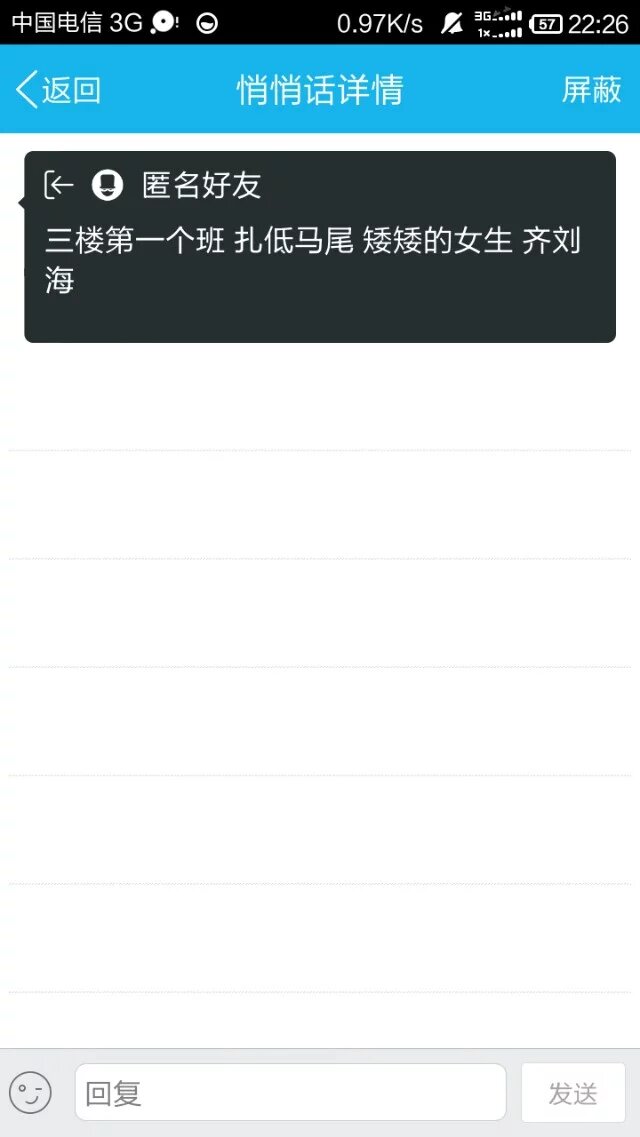 中国电信 3G 0.97K/s 3G 1x 57 22:26
返回 悄悄话详情 屏蔽
匿名好友
三楼第一个班 扎低马尾 矮矮的女生 齐刘
海
回复 发送